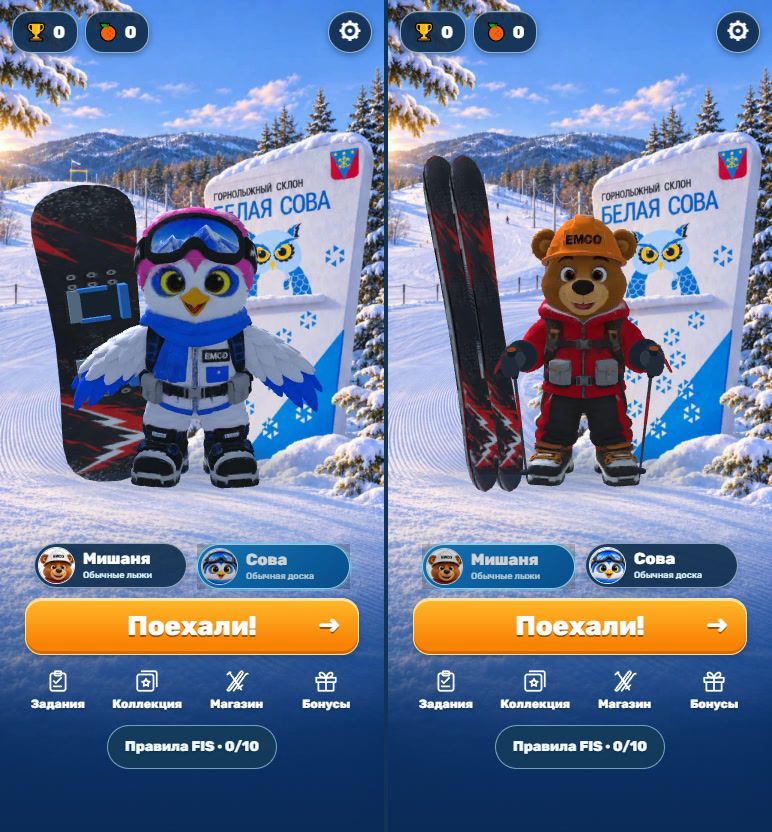 0 0
ГОРНОЛЫЖНЫЙ СКЛОН
БЕЛАЯ СОВА
EMCO
Мишаня
Обычные лыжи
Сова
Обычная доска
Поехали! →
Задания Коллекция Магазин Бонусы
Правила FIS • 0/10
0 0
ГОРНОЛЫЖНЫЙ СКЛОН
БЕЛАЯ СОВА
EMCO
Мишаня
Обычные лыжи
Сова
Обычная доска
Поехали! →
Задания Коллекция Магазин Бонусы
Правила FIS • 0/10